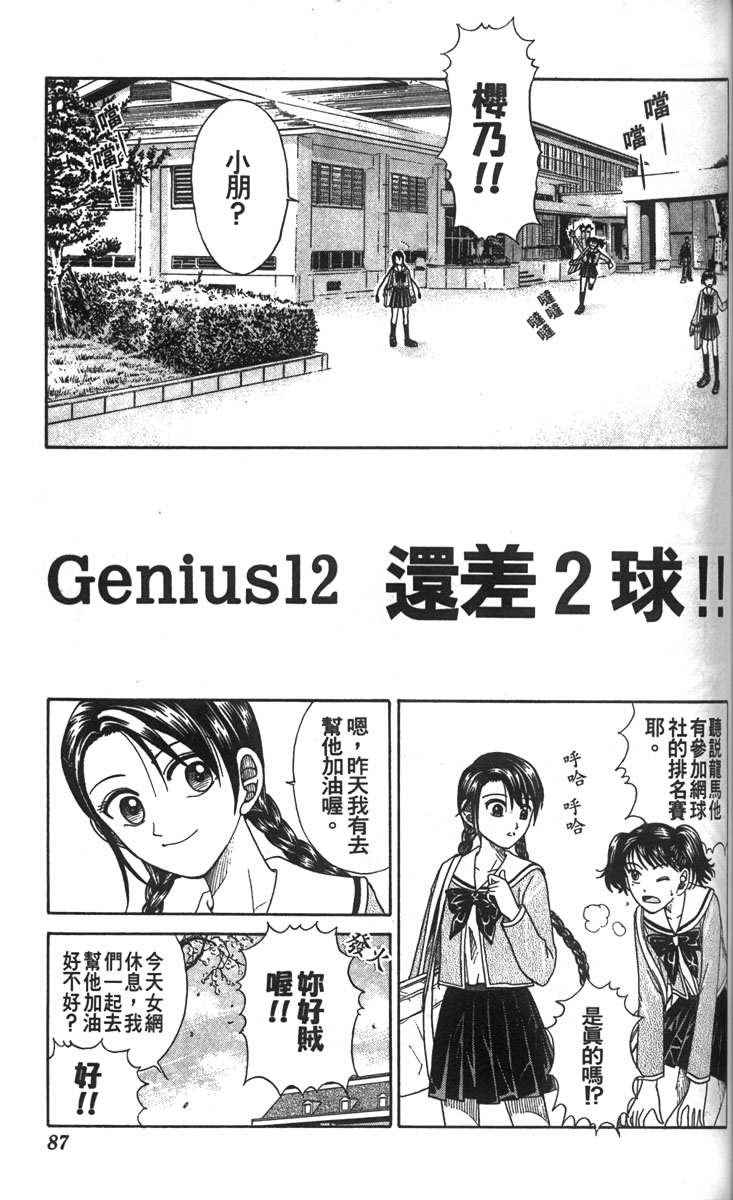 噹
噹
噹
櫻乃!!
小朋?
噹
噹
噠
噠
噠
Genius12 還差2球!!
聽説龍馬他
有參加網球
社的排名賽
耶。
呼哈
呼哈
是真的嗎!?
嗯，昨天我有去
幫他加油喔。
發火
妳好賊
喔!!
今天女網
休息，我
們一起去
幫他加油
好不好？
好!!
87